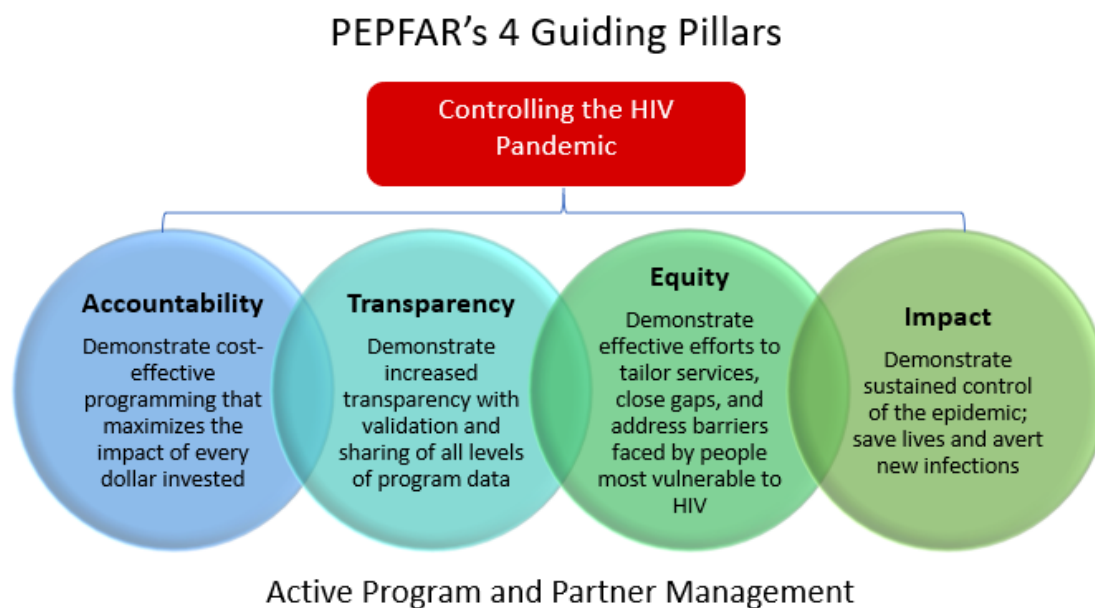 PEPFAR's 4 Guiding Pillars
Controlling the HIV
Pandemic
Accountability
Demonstrate cost-
effective
programming that
maximizes the
impact of every
dollar invested
Transparency
Demonstrate
increased
transparency with
validation and
sharing of all levels
of program data
Equity
Demonstrate
effective efforts to
tailor services,
close gaps, and
address barriers
faced by people
most vulnerable to
HIV
Impact
Demonstrate
sustained control
of the epidemic;
save lives and avert
new infections
Active Program and Partner Management